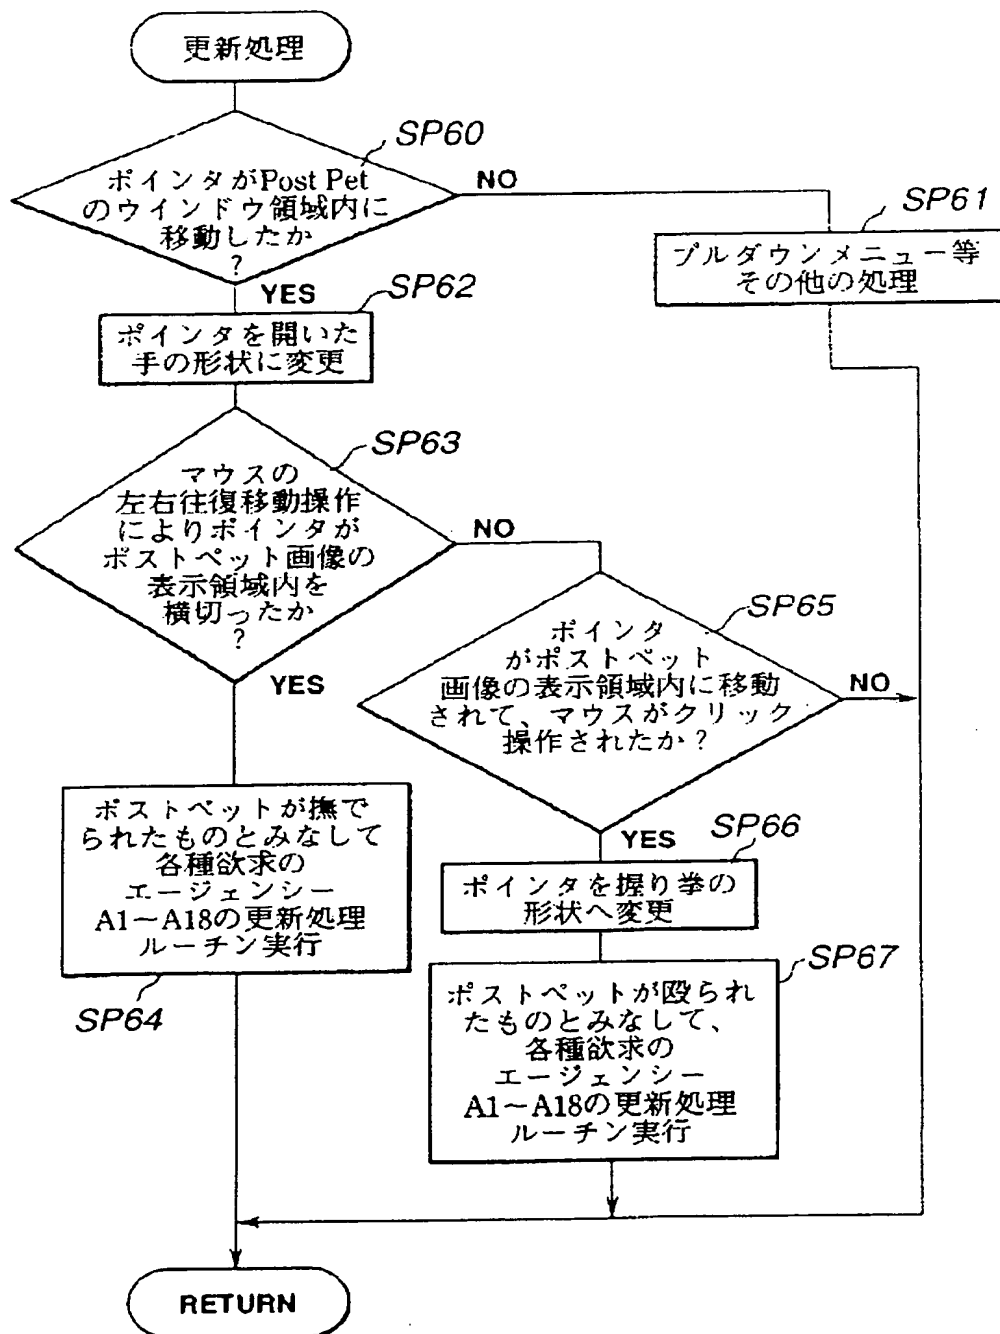 更新処理
SP60
ポインタがPost Pet
のウインドウ領域内に
移動したか
?
NO
YES
SP61
プルダウンメニュー等
その他の処理
SP62
ポインタを開いた
手の形状に変更
SP63
マウスの
左右往復移動操作
によりポインタが
ポストペット画像の
表示領域内を
横切ったか
?
NO
YES
SP65
ポインタ
がポストペット
画像の表示領域内に移動
されて、マウスがクリック
操作されたか?
NO
YES
ポストペットが撫で
られたものとみなして
各種欲求の
エージェンシー
A1〜A18の更新処理
ルーチン実行
SP64
SP66
ポインタを握り拳の
形状へ変更
SP67
ポストペットが殴られ
たものとみなして、
各種欲求の
エージェンシー
A1〜A18の更新処理
ルーチン実行
RETURN